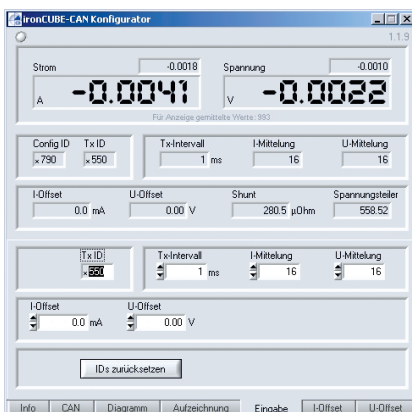 ironCUBE-CAN Konfigurator
1.1.9
Strom -0.0018 Spannung -0.0010
A -0.0041 V -0.0022
Für Anzeige gemittelte Werte: 993
Config ID Tx ID Tx-Intervall I-Mittelung U-Mittelung
x790 x550 1 ms 16 16
I-Offset U-Offset Shunt Spannungsteiler
0.0 mA 0.00 V 280.5 µOhm 558.52
Tx ID Tx-Intervall I-Mittelung U-Mittelung
x550 1 ms 16 16
I-Offset U-Offset
0.0 mA 0.00 V
IDs zurücksetzen
Info CAN Diagramm Aufzeichnung Eingabe I-Offset U-Offset